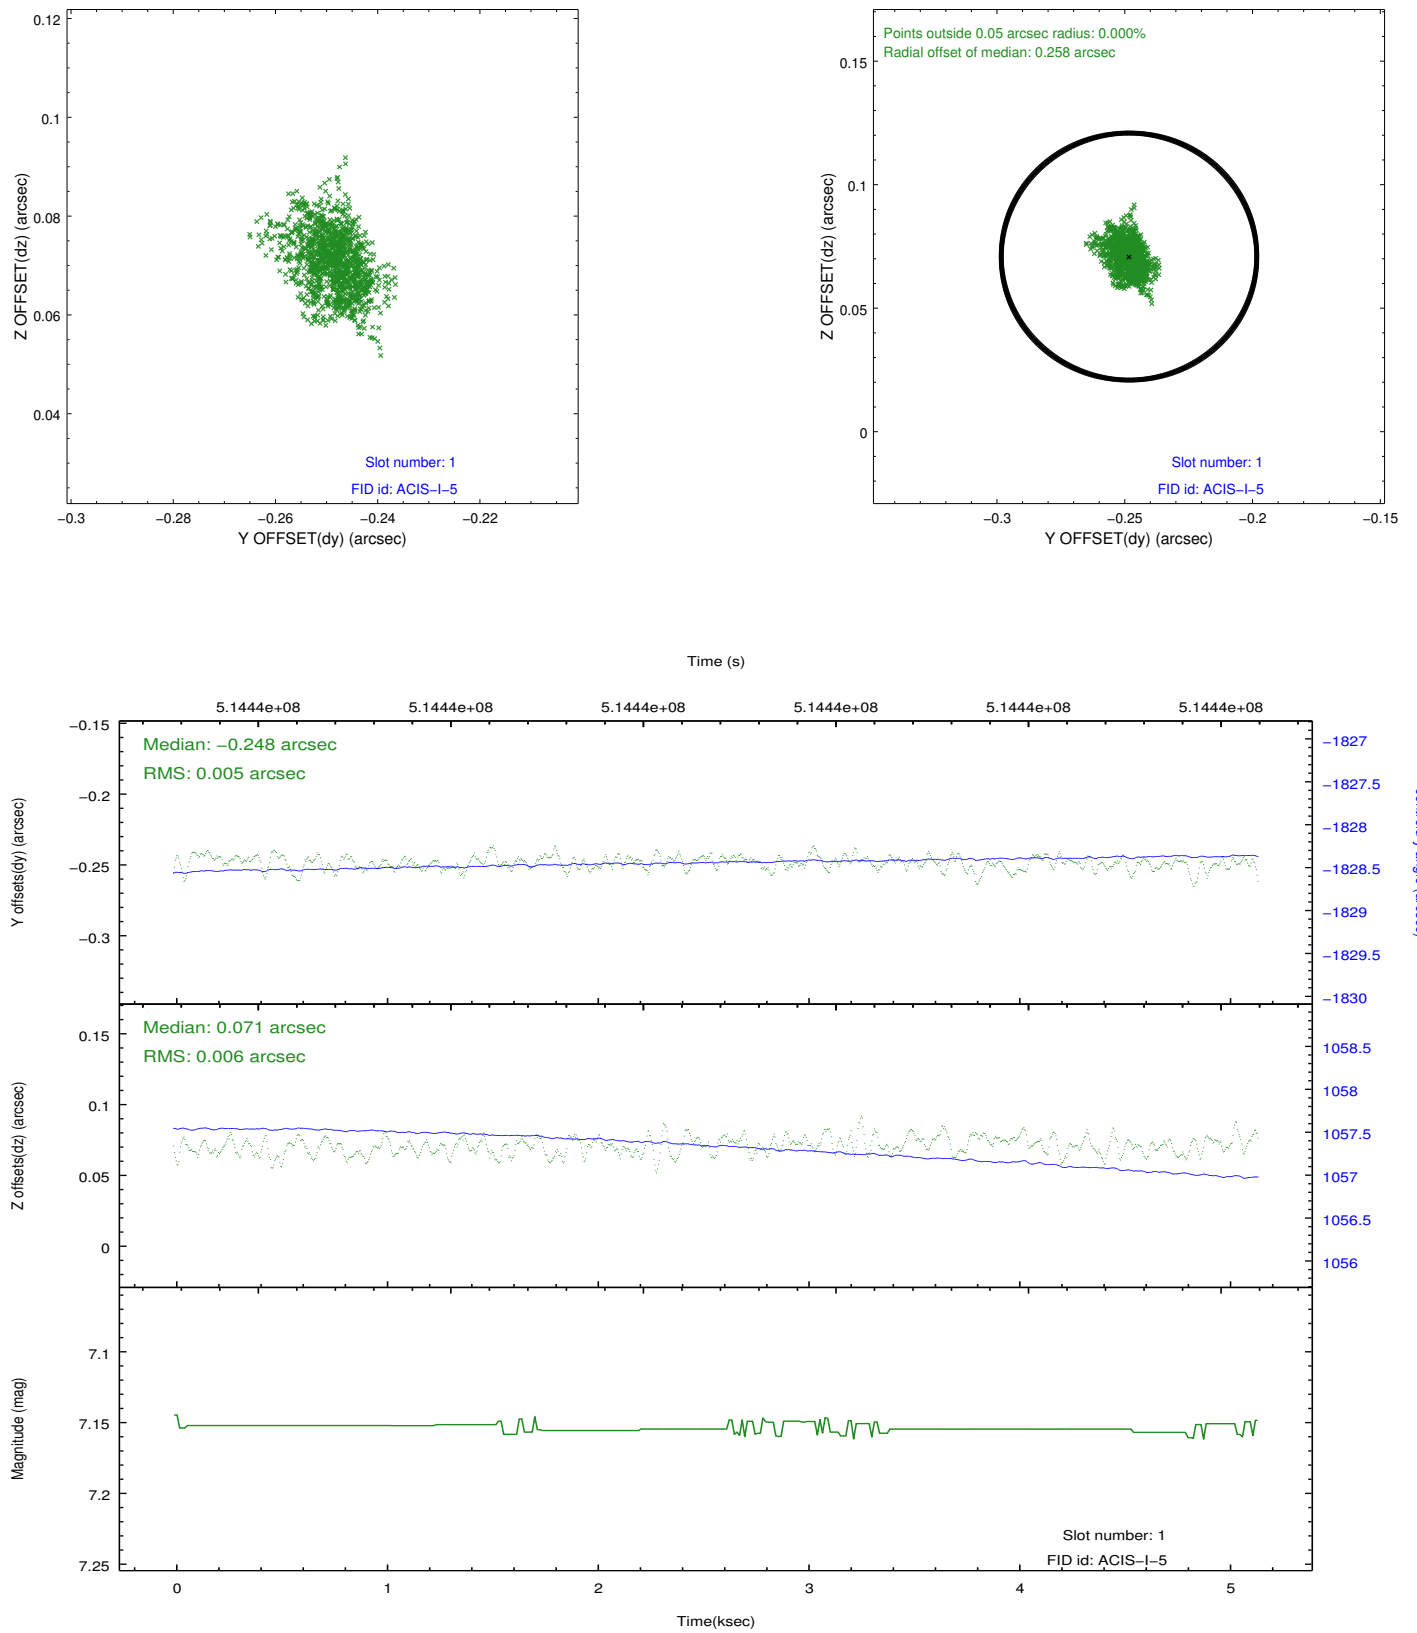 0.12
0.1
0.08
0.06
0.04
Z OFFSET(dz) (arcsec)
Slot number: 1
FID id: ACIS−I−5
−0.3 −0.28 −0.26 −0.24 −0.22
Y OFFSET(dy) (arcsec)
Points outside 0.05 arcsec radius: 0.000%
Radial offset of median: 0.258 arcsec
0.15
0.1
0.05
0
Z OFFSET(dz) (arcsec)
Slot number: 1
FID id: ACIS−I−5
−0.3 −0.25 −0.2 −0.15
Y OFFSET(dy) (arcsec)
Time (s)
5.1444e+08 5.1444e+08 5.1444e+08 5.1444e+08 5.1444e+08 5.1444e+08
Median: −0.248 arcsec
RMS: 0.005 arcsec
−0.15
−0.2
−0.25
−0.3
Y offsets(dy) (arcsec)
−1827
−1827.5
−1828
−1828.5
−1829
−1829.5
−1830
Median: 0.071 arcsec
RMS: 0.006 arcsec
0.15
0.1
0.05
0
Z offsets(dz) (arcsec)
1058.5
1058
1057.5
1057
1056.5
1056
7.1
7.15
7.2
7.25
Magnitude (mag)
Slot number: 1
FID id: ACIS−I−5
0 1 2 3 4 5
Time(ksec)